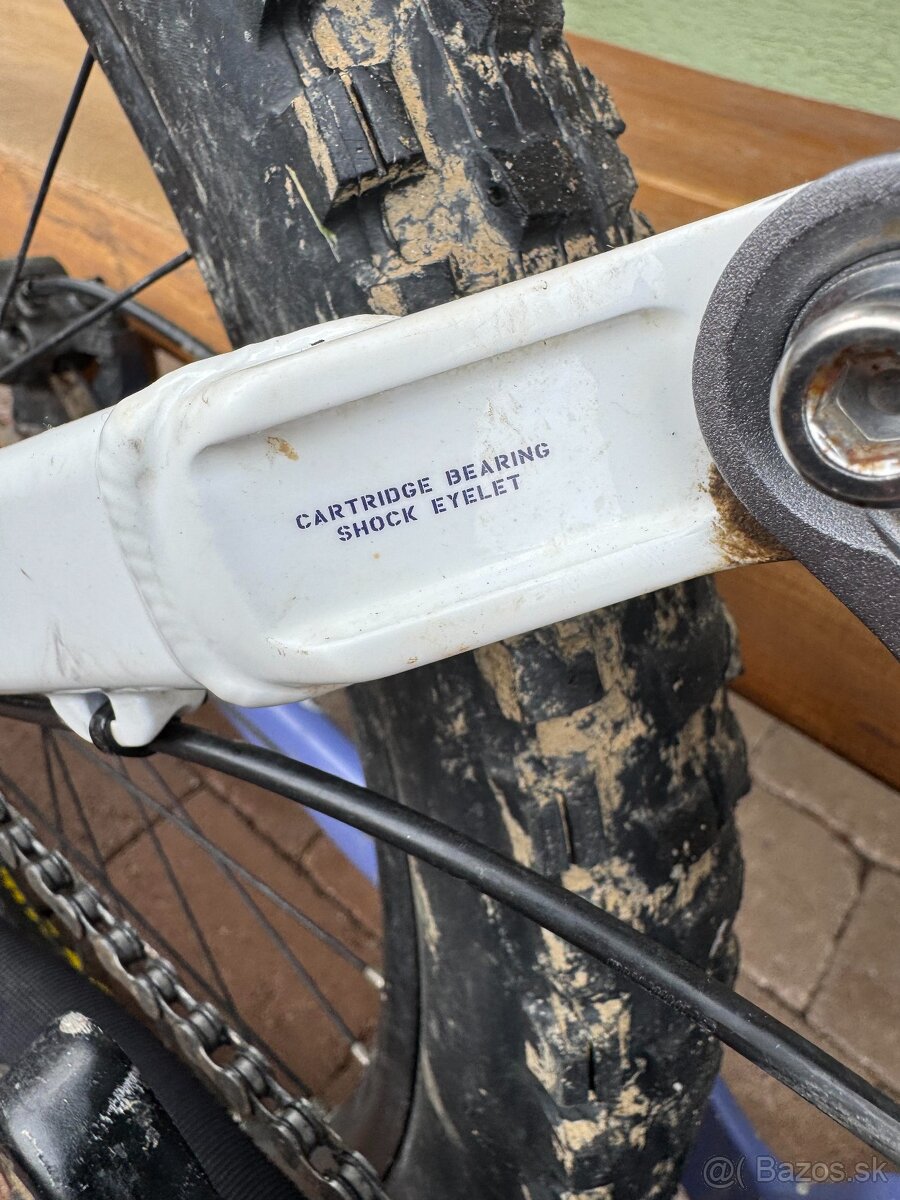 CARTRIDGE BEARING
SHOCK EYELET
@( Bazos.sk